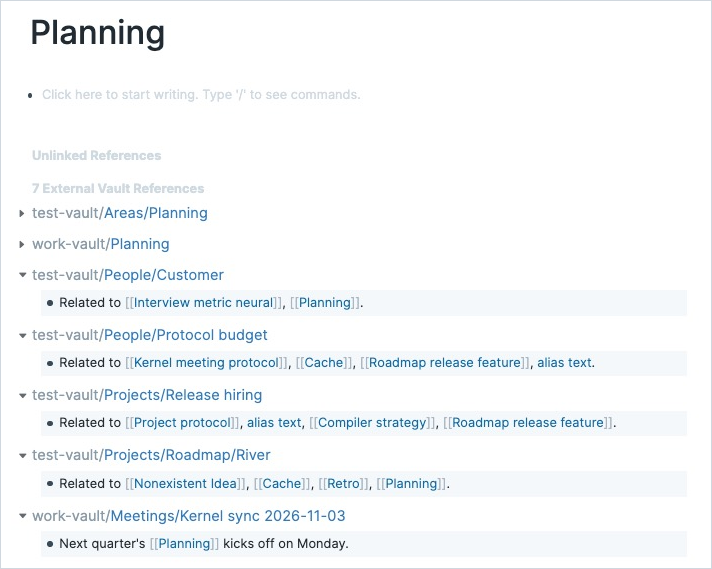 Planning
Click here to start writing. Type '/' to see commands.
Unlinked References
7 External Vault References
test-vault/Areas/Planning
work-vault/Planning
test-vault/People/Customer
Related to [[Interview metric neural]], [[Planning]].
test-vault/People/Protocol budget
Related to [[Kernel meeting protocol]], [[Cache]], [[Roadmap release feature]], alias text.
test-vault/Projects/Release hiring
Related to [[Project protocol]], alias text, [[Compiler strategy]], [[Roadmap release feature]].
test-vault/Projects/Roadmap/River
Related to [[Nonexistent Idea]], [[Cache]], [[Retro]], [[Planning]].
work-vault/Meetings/Kernel sync 2026-11-03
Next quarter's [[Planning]] kicks off on Monday.